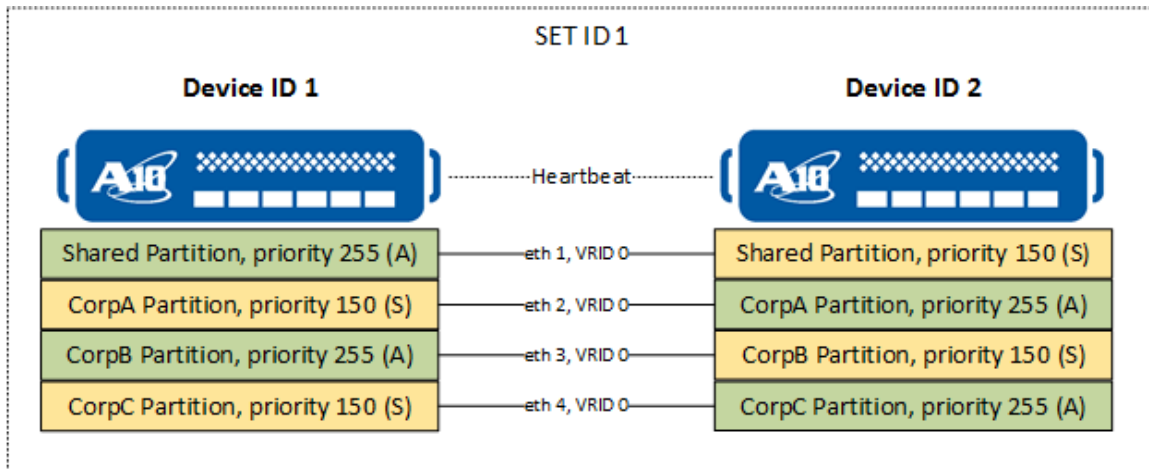 SET ID 1
Device ID 1
Device ID 2
A10
Heartbeat
A10
Shared Partition, priority 255 (A)
eth 1, VRID 0
Shared Partition, priority 150 (S)
CorpA Partition, priority 150 (S)
eth 2, VRID 0
CorpA Partition, priority 255 (A)
CorpB Partition, priority 255 (A)
eth 3, VRID 0
CorpB Partition, priority 150 (S)
CorpC Partition, priority 150 (S)
eth 4, VRID 0
CorpC Partition, priority 255 (A)